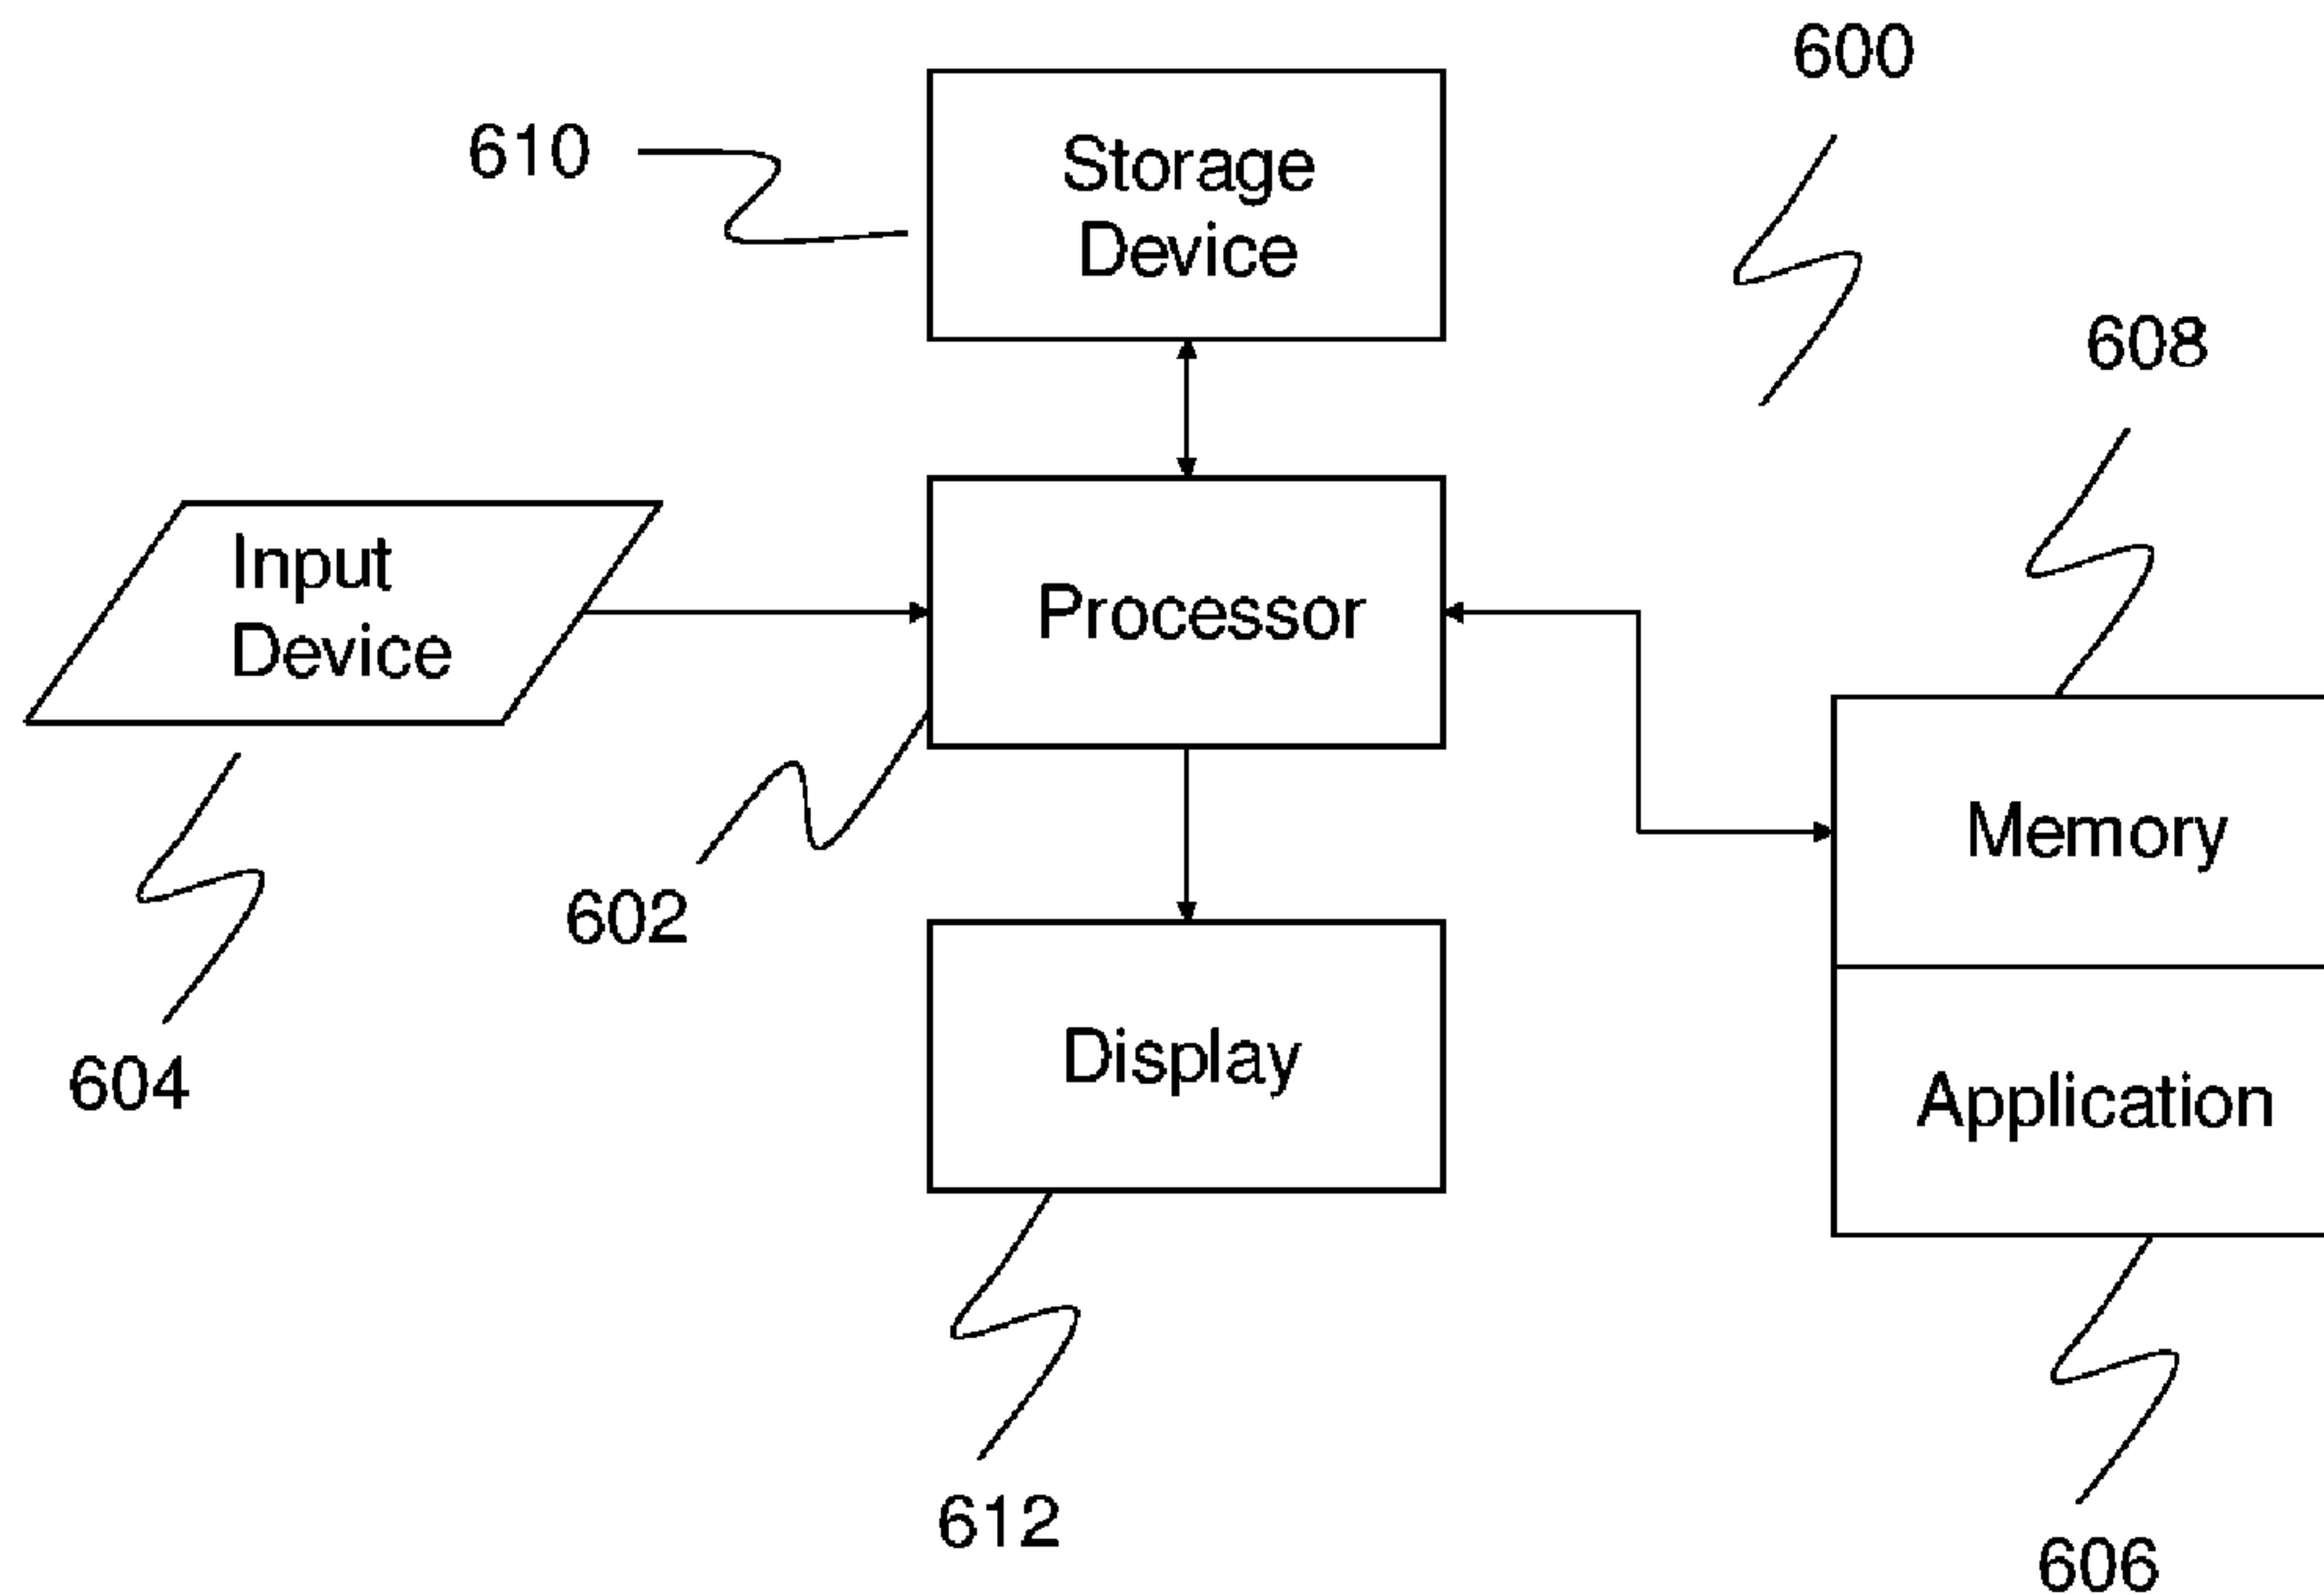 600
610
Storage
Device
608
Input
Device
Processor
Memory
602
604
Display
Application
612
606